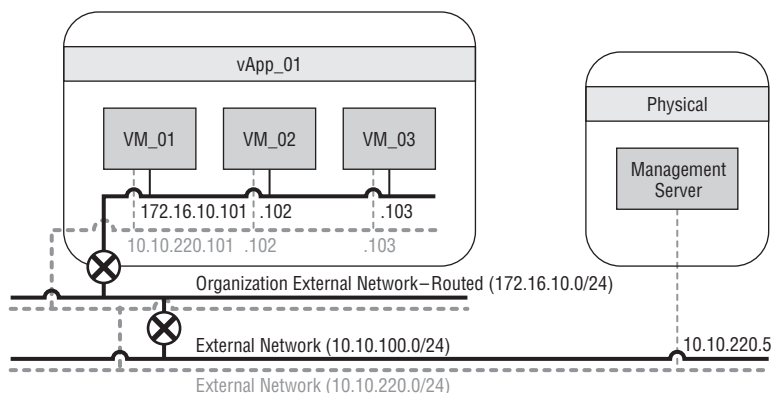 vApp_01
Physical
VM_01 VM_02 VM_03
Management
Server
172.16.10.101 .102 .103
10.10.220.101 .102 .103
Organization External Network–Routed (172.16.10.0/24)
External Network (10.10.100.0/24)
10.10.220.5
External Network (10.10.220.0/24)